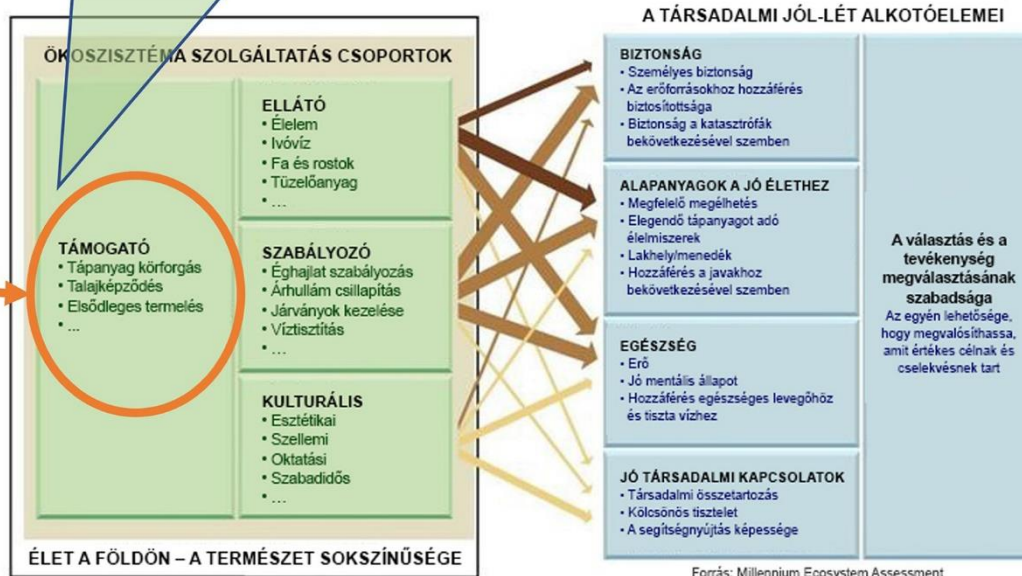 ÖKOSZISZTÉMA SZOLGÁLTATÁS CSOPORTOK
TÁMOGATÓ
• Tápanyag körforgás
• Talajképződés
• Elsődleges termelés
• ...
ELLÁTÓ
• Élelem
• Ivóvíz
• Fa és rostok
• Tüzelőanyag
• ...
SZABÁLYOZÓ
• Éghajlat szabályozás
• Árhullám csillapítás
• Járványok kezelése
• Víztisztítás
• ...
KULTURÁLIS
• Esztétikai
• Szellemi
• Oktatási
• Szabadidős
• ...
ÉLET A FÖLDÖN – A TERMÉSZET SOKSZÍNŰSÉGE
A TÁRSADALMI JÓL-LÉT ALKOTÓELEMEI
BIZTONSÁG
• Személyes biztonság
• Az erőforrásokhoz hozzáférés
biztosítottsága
• Biztonság a katasztrófák
bekövetkezésével szemben
ALAPANYAGOK A JÓ ÉLETHEZ
• Megfelelő megélhetés
• Elegendő tápanyagot adó
élelmiszerek
• Lakhely/menedék
• Hozzáférés a javakhoz
bekövetkezésével szemben
EGÉSZSÉG
• Erő
• Jó mentális állapot
• Hozzáférés egészséges levegőhöz
és tiszta vízhez
JÓ TÁRSADALMI KAPCSOLATOK
• Társadalmi összetartozás
• Kölcsönös tisztelet
• A segítségnyújtás képessége
A választás és a
tevékenység
megválasztásának
szabadsága
Az egyén lehetősége,
hogy megvalósíthassa,
amit értékes célnak és
cselekvésnek tart
Forrás: Millennium Ecosystem Assessment